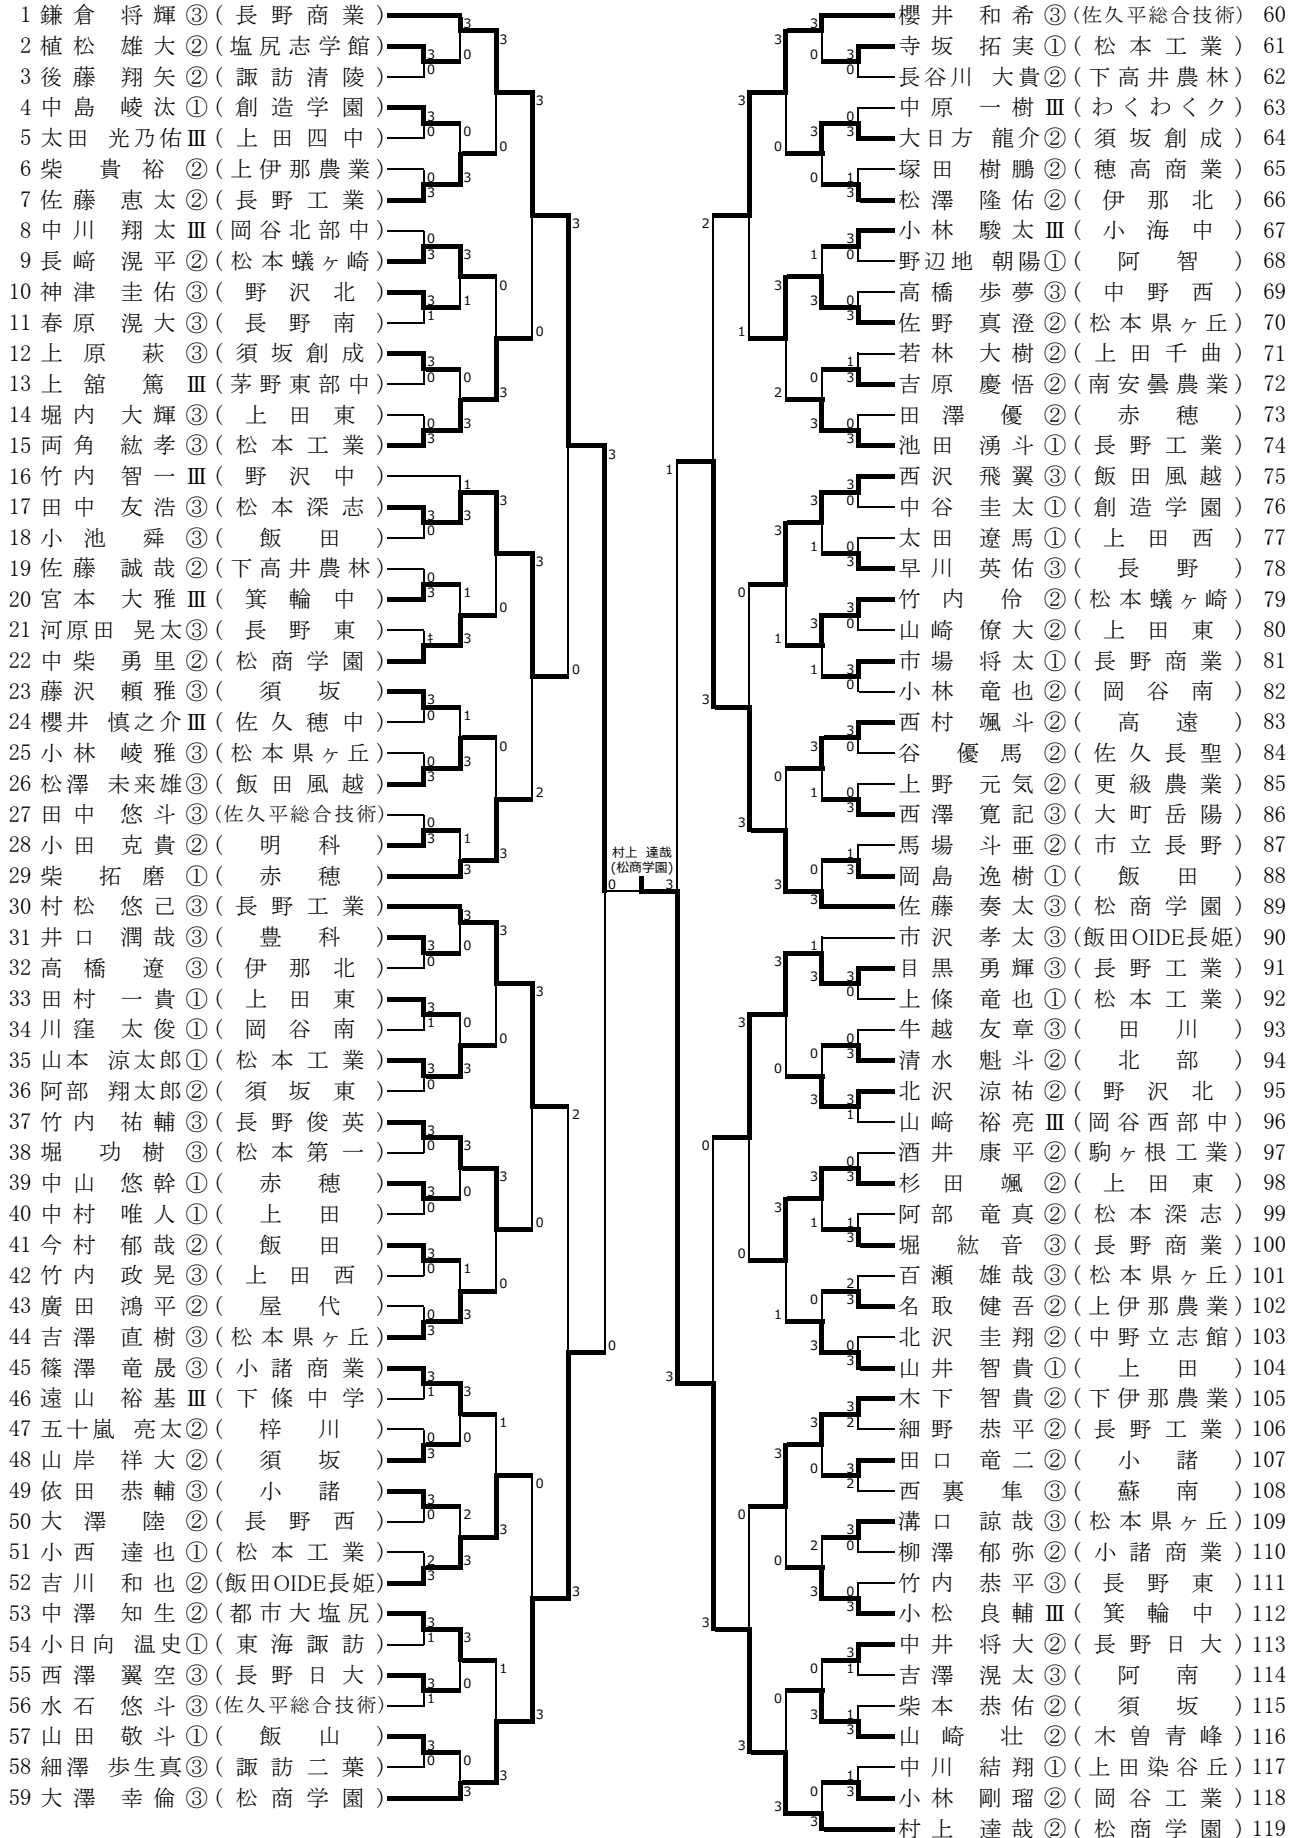 1 鎌倉 将輝 ③ (長野商業)
2 植松 雄大 ② (塩尻志学館)
3 後藤 翔矢 ② (諏訪清陵)
4 中島 崚汰 ① (創造学園)
5 太田 光乃佑 Ⅲ (上田四中)
6 柴 貴裕 ② (上伊那農業)
7 佐藤 恵太 ② (長野工業)
8 中川 翔太 Ⅲ (岡谷北部中)
9 長﨑 滉平 ② (松本蟻ヶ崎)
10 神津 圭佑 ③ (野沢北)
11 春原 滉大 ③ (長野南)
12 上原 萩 ③ (須坂創成)
13 上舘 篤 Ⅲ (茅野東部中)
14 堀内 大輝 ③ (上田東)
15 両角 紘孝 ③ (松本工業)
16 竹内 智一 Ⅲ (野沢中)
17 田中 友浩 ③ (松本深志)
18 小池 舜 ③ (飯田)
19 佐藤 誠哉 ② (下高井農林)
20 宮本 大雅 Ⅲ (箕輪中)
21 河原田 晃太 ③ (長野東)
22 中柴 勇里 ② (松商学園)
23 藤沢 頼雅 ③ (須坂)
24 櫻井 慎之介 Ⅲ (佐久穂中)
25 小林 崚雅 ③ (松本県ヶ丘)
26 松澤 未来雄 ③ (飯田風越)
27 田中 悠斗 ③ (佐久平総合技術)
28 小田 克貴 ② (明科)
29 柴 拓磨 ① (赤穂)
30 村松 悠己 ③ (長野工業)
31 井口 潤哉 ③ (豊科)
32 高橋 遼 ③ (伊那北)
33 田村 一貴 ① (上田東)
34 川窪 太俊 ① (岡谷南)
35 山本 涼太郎 ① (松本工業)
36 阿部 翔太郎 ② (須坂東)
37 竹内 祐輔 ③ (長野俊英)
38 堀 功樹 ③ (松本第一)
39 中山 悠幹 ① (赤穂)
40 中村 唯人 ① (上田)
41 今村 郁哉 ② (飯田)
42 竹内 政晃 ③ (上田西)
43 廣田 鴻平 ② (屋代)
44 吉澤 直樹 ③ (松本県ヶ丘)
45 篠澤 竜晟 ③ (小諸商業)
46 遠山 裕基 Ⅲ (下條中学)
47 五十嵐 亮太 ② (梓川)
48 山岸 祥大 ② (須坂)
49 依田 恭輔 ③ (小諸)
50 大澤 陸 ② (長野西)
51 小西 達也 ① (松本工業)
52 吉川 和也 ② (飯田OIDE長姫)
53 中澤 知生 ② (都市大塩尻)
54 小日向 温史 ① (東海諏訪)
55 西澤 翼空 ③ (長野日大)
56 水石 悠斗 ③ (佐久平総合技術)
57 山田 敬斗 ① (飯山)
58 細澤 歩生真 ③ (諏訪二葉)
59 大澤 幸倫 ③ (松商学園)
村上 達哉
(松商学園)
櫻井 和希 ③ (佐久平総合技術) 60
寺坂 拓実 ① (松本工業) 61
長谷川 大貴 ② (下高井農林) 62
中原 一樹 Ⅲ (わくわくク) 63
大日方 龍介 ② (須坂創成) 64
塚田 樹鵬 ② (穂高商業) 65
松澤 隆佑 ② (伊那北) 66
小林 駿太 Ⅲ (小海中) 67
野辺地 朝陽 ① (阿智) 68
高橋 歩夢 ③ (中野西) 69
佐野 真澄 ② (松本県ヶ丘) 70
若林 大樹 ② (上田千曲) 71
吉原 慶悟 ② (南安曇農業) 72
田澤 優 ② (赤穂) 73
池田 湧斗 ① (長野工業) 74
西沢 飛翼 ③ (飯田風越) 75
中谷 圭太 ① (創造学園) 76
太田 遼馬 ① (上田西) 77
早川 英佑 ③ (長野) 78
竹内 伶 ② (松本蟻ヶ崎) 79
山崎 僚大 ② (上田東) 80
市場 将太 ① (長野商業) 81
小林 竜也 ② (岡谷南) 82
西村 颯斗 ② (高遠) 83
谷 優馬 ② (佐久長聖) 84
上野 元気 ② (更級農業) 85
西澤 寛記 ③ (大町岳陽) 86
馬場 斗亜 ② (市立長野) 87
岡島 逸樹 ① (飯田) 88
佐藤 奏太 ③ (松商学園) 89
市沢 孝太 ③ (飯田OIDE長姫) 90
目黒 勇輝 ③ (長野工業) 91
上條 竜也 ① (松本工業) 92
牛越 友章 ③ (田川) 93
清水 魁斗 ② (北部) 94
北沢 涼祐 ② (野沢北) 95
山﨑 裕亮 Ⅲ (岡谷西部中) 96
酒井 康平 ② (駒ヶ根工業) 97
杉田 颯 ② (上田東) 98
阿部 竜真 ② (松本深志) 99
堀 紘音 ③ (長野商業) 100
百瀬 雄哉 ③ (松本県ヶ丘) 101
名取 健吾 ② (上伊那農業) 102
北沢 圭翔 ② (中野立志館) 103
山井 智貴 ① (上田) 104
木下 智貴 ② (下伊那農業) 105
細野 恭平 ② (長野工業) 106
田口 竜二 ② (小諸) 107
西裏 隼 ③ (蘇南) 108
溝口 諒哉 ③ (松本県ヶ丘) 109
柳澤 郁弥 ② (小諸商業) 110
竹内 恭平 ③ (長野東) 111
小松 良輔 Ⅲ (箕輪中) 112
中井 将大 ② (長野日大) 113
吉澤 滉太 ③ (阿南) 114
柴本 恭佑 ② (須坂) 115
山崎 壮 ② (木曽青峰) 116
中川 結翔 ① (上田染谷丘) 117
小林 剛瑠 ② (岡谷工業) 118
村上 達哉 ② (松商学園) 119